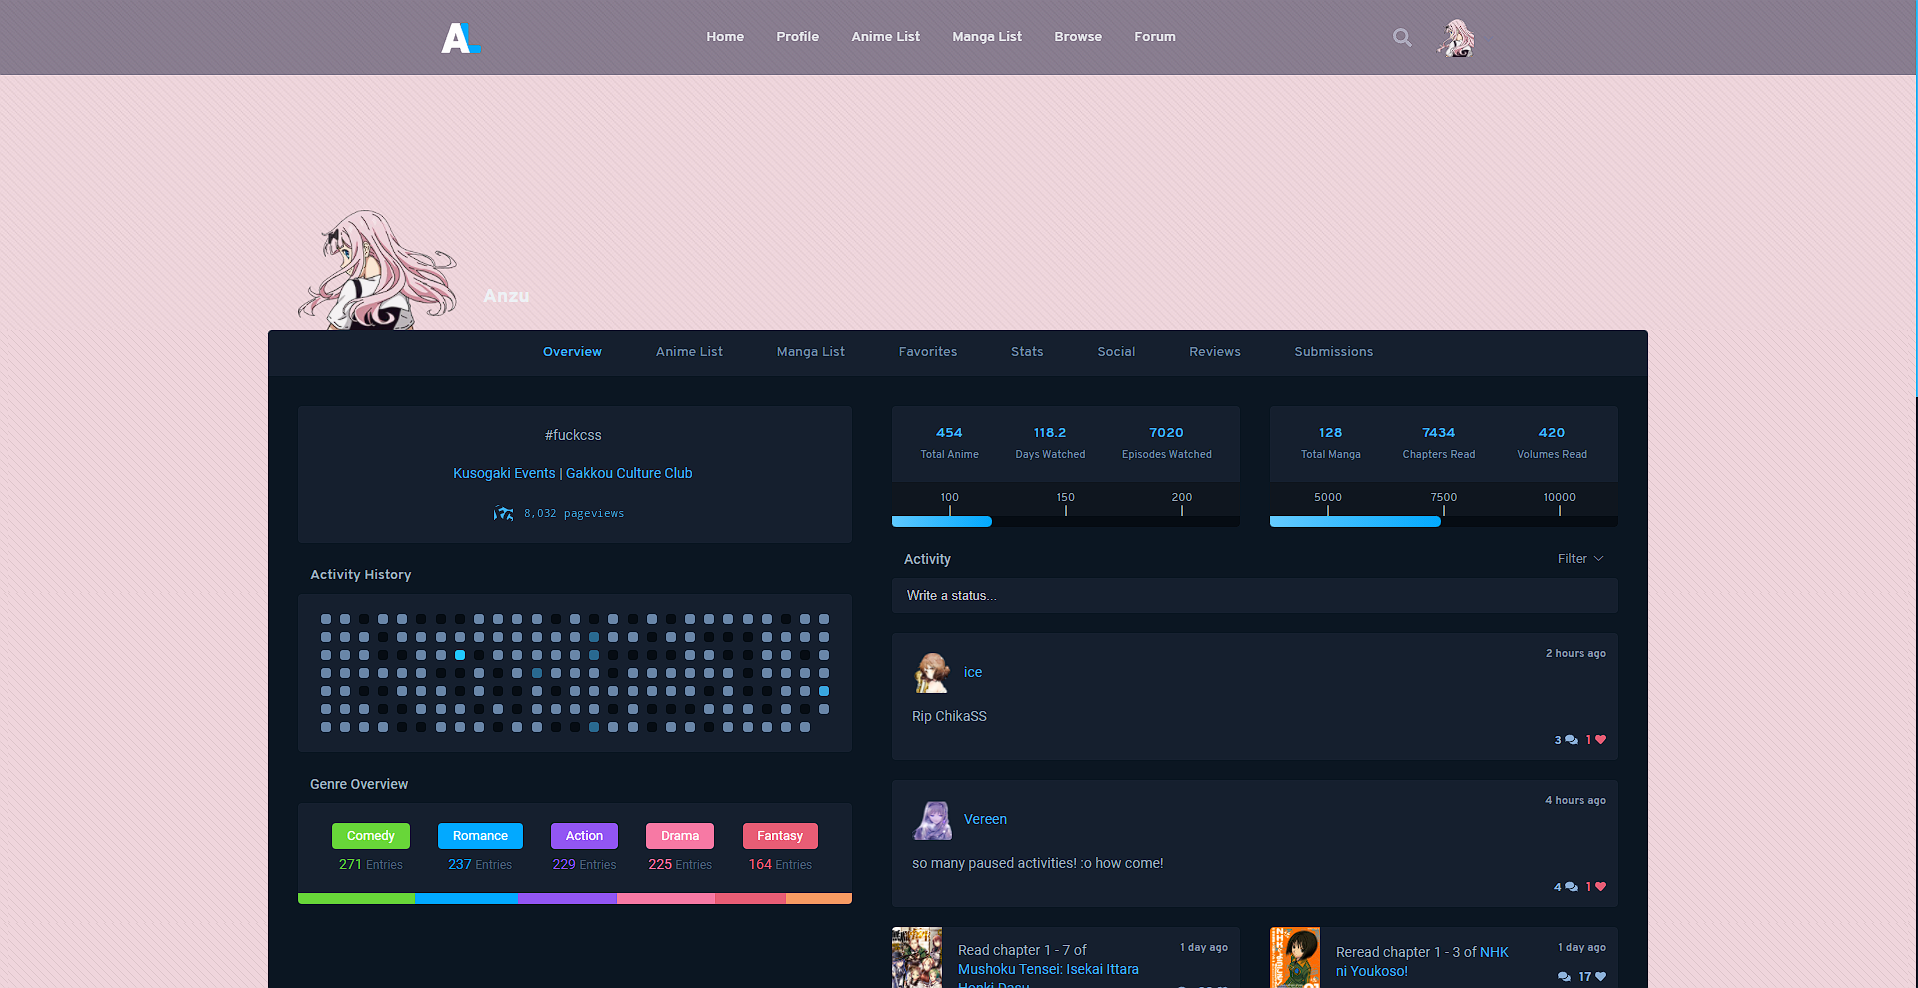 AL
Home
Profile
Anime List
Manga List
Browse
Forum
Anzu
Overview
Anime List
Manga List
Favorites
Stats
Social
Reviews
Submissions
#fuckcss
Kusogaki Events | Gakkou Culture Club
8,032 pageviews
Activity History
Genre Overview
Comedy
Romance
Action
Drama
Fantasy
271 Entries
237 Entries
229 Entries
225 Entries
164 Entries
454
118.2
7020
Total Anime
Days Watched
Episodes Watched
100
150
200
128
7434
420
Total Manga
Chapters Read
Volumes Read
5000
7500
10000
Activity
Filter
Write a status...
ice
2 hours ago
Rip ChikaSS
3
1
Vereen
4 hours ago
so many paused activities! :o how come!
4
1
Read chapter 1 - 7 of
Mushoku Tensei: Isekai Ittara
Honki Dasu
1 day ago
Reread chapter 1 - 3 of NHK
ni Youkoso!
1 day ago
17